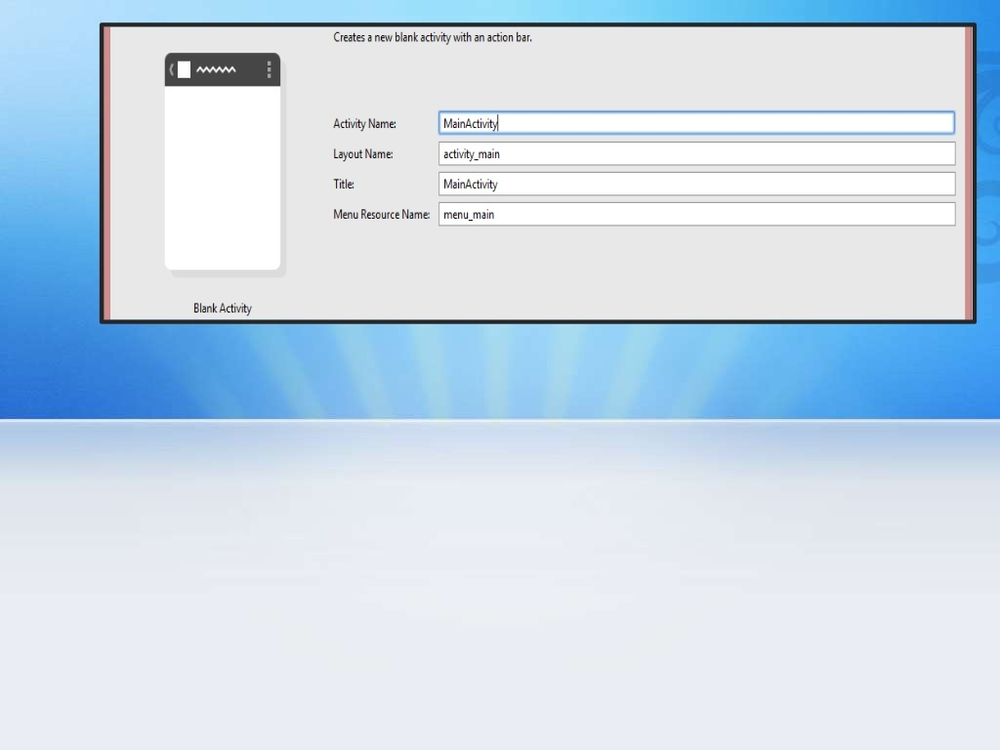 Creates a new blank activity with an action bar.
Activity Name: MainActivity
Layout Name: activity_main
Title: MainActivity
Menu Resource Name: menu_main
Blank Activity